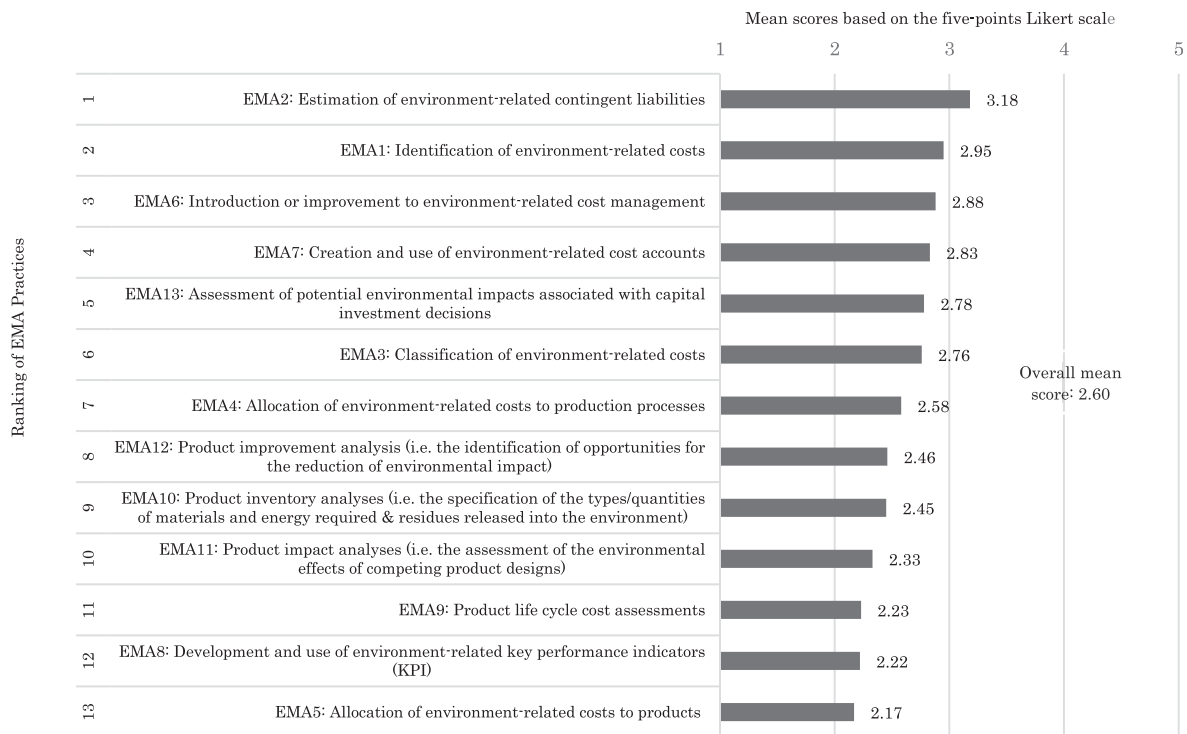 Mean scores based on the five-points Likert scale
1 2 3 4 5
Ranking of EMA Practices
1 EMA2: Estimation of environment-related contingent liabilities 3.18
2 EMA1: Identification of environment-related costs 2.95
3 EMA6: Introduction or improvement to environment-related cost management 2.88
4 EMA7: Creation and use of environment-related cost accounts 2.83
5 EMA13: Assessment of potential environmental impacts associated with capital
investment decisions 2.78
6 EMA3: Classification of environment-related costs 2.76
Overall mean
score: 2.60
7 EMA4: Allocation of environment-related costs to production processes 2.58
8 EMA12: Product improvement analysis (i.e. the identification of opportunities for
the reduction of environmental impact) 2.46
9 EMA10: Product inventory analyses (i.e. the specification of the types/quantities
of materials and energy required & residues released into the environment) 2.45
10 EMA11: Product impact analyses (i.e. the assessment of the environmental
effects of competing product designs) 2.33
11 EMA9: Product life cycle cost assessments 2.23
12 EMA8: Development and use of environment-related key performance indicators
(KPI) 2.22
13 EMA5: Allocation of environment-related costs to products 2.17